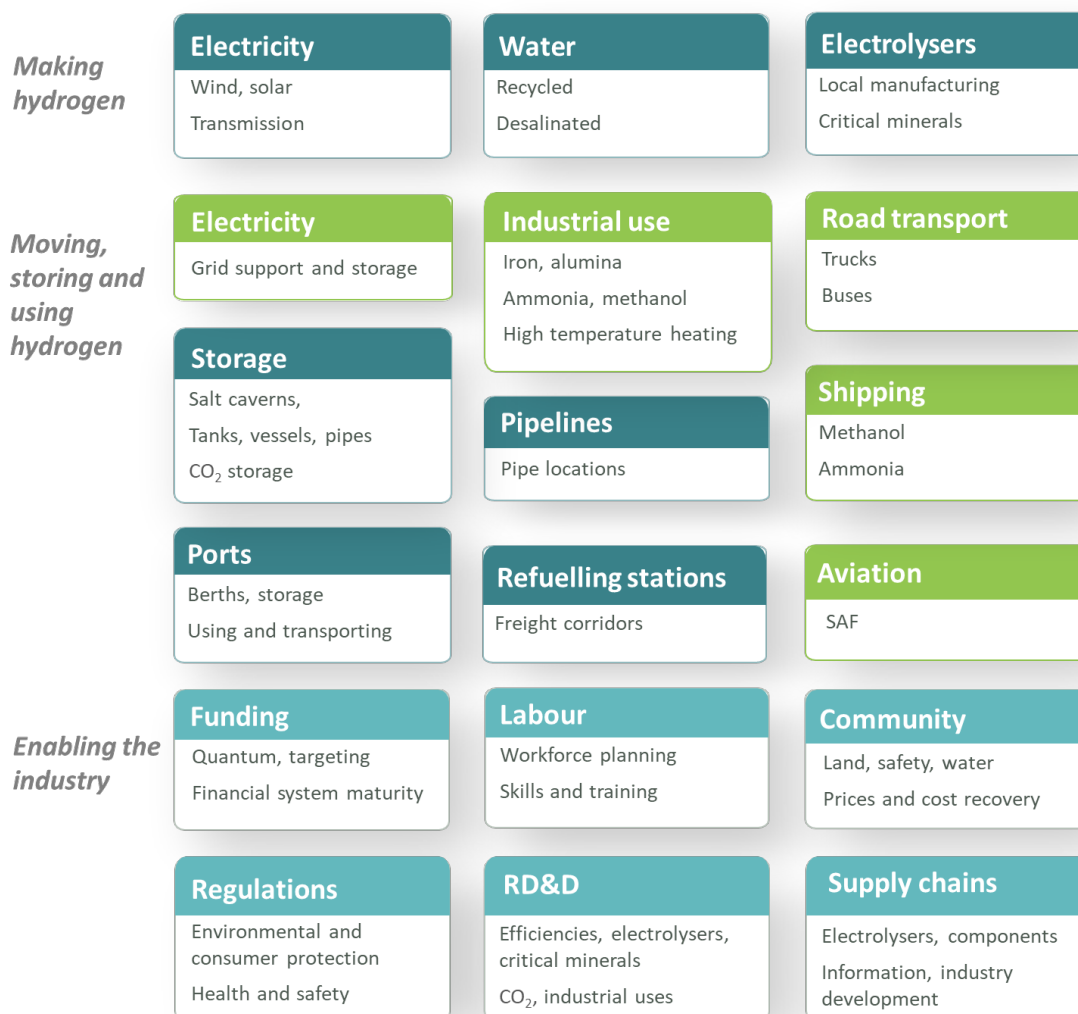 Making
hydrogen
Electricity
Wind, solar
Transmission
Water
Recycled
Desalinated
Electrolysers
Local manufacturing
Critical minerals
Moving,
storing and
using
hydrogen
Electricity
Grid support and storage
Industrial use
Iron, alumina
Ammonia, methanol
High temperature heating
Road transport
Trucks
Buses
Storage
Salt caverns,
Tanks, vessels, pipes
CO₂ storage
Pipelines
Pipe locations
Shipping
Methanol
Ammonia
Ports
Berths, storage
Using and transporting
Refuelling stations
Freight corridors
Aviation
SAF
Enabling the
industry
Funding
Quantum, targeting
Financial system maturity
Labour
Workforce planning
Skills and training
Community
Land, safety, water
Prices and cost recovery
Regulations
Environmental and
consumer protection
Health and safety
RD&D
Efficiencies, electrolysers,
critical minerals
CO₂, industrial uses
Supply chains
Electrolysers, components
Information, industry
development